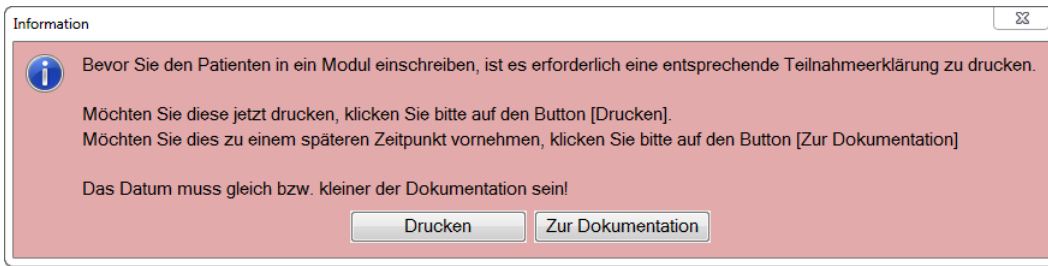 Information
Bevor Sie den Patienten in ein Modul einschreiben, ist es erforderlich eine entsprechende Teilnahmeerklärung zu drucken.
Möchten Sie diese jetzt drucken, klicken Sie bitte auf den Button [Drucken].
Möchten Sie dies zu einem späteren Zeitpunkt vornehmen, klicken Sie bitte auf den Button [Zur Dokumentation]
Das Datum muss gleich bzw. kleiner der Dokumentation sein!
Drucken Zur Dokumentation